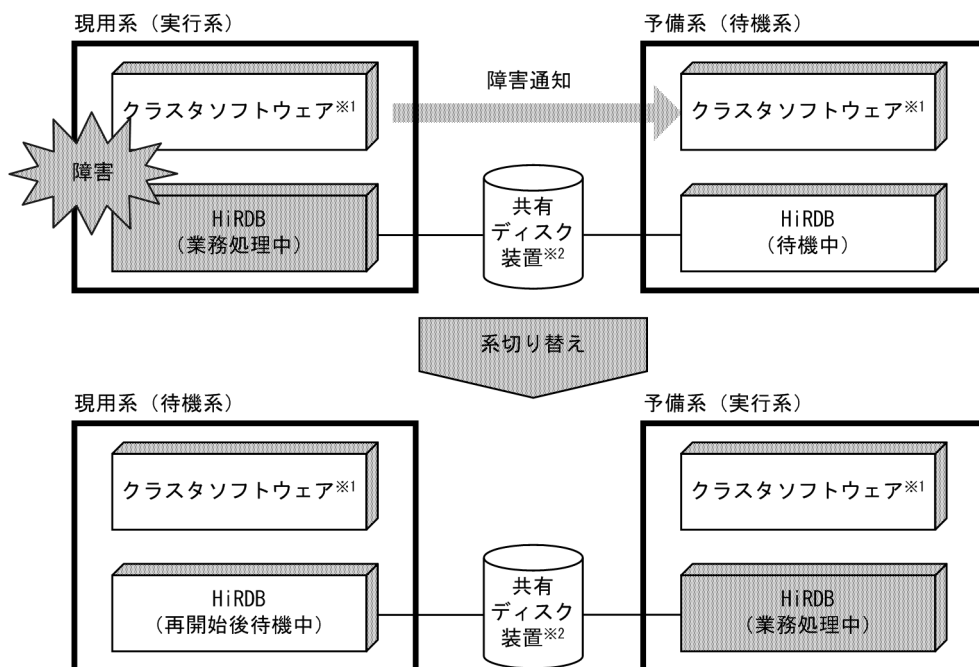 現用系（実行系）
予備系（待機系）
クラスタソフトウェア※1
障害通知
クラスタソフトウェア※1
障害
HiRDB
（業務処理中）
共有
ディスク
装置※2
HiRDB
（待機中）
系切り替え
現用系（待機系）
予備系（実行系）
クラスタソフトウェア※1
クラスタソフトウェア※1
HiRDB
（再開始後待機中）
共有
ディスク
装置※2
HiRDB
（業務処理中）